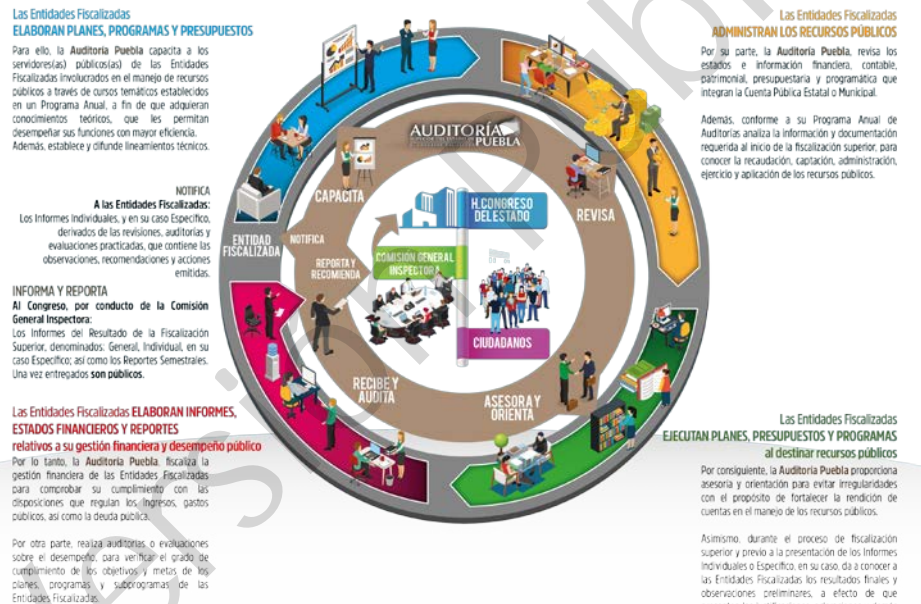 Las Entidades Fiscalizadas
ELABORAN PLANES, PROGRAMAS Y PRESUPUESTOS
Para ello, la Auditoría Puebla capacita a los
servidores(as) públicos(as) de las Entidades
Fiscalizadas involucrados en el manejo de recursos
públicos a través de cursos temáticos establecidos
en un Programa Anual, a fin de que adquieran
conocimientos teóricos, que les permitan
desempeñar sus funciones con mayor eficiencia.
Además, establece y difunde lineamientos técnicos.
NOTIFICA
A las Entidades Fiscalizadas:
Los Informes Individuales, y en su caso Específico,
derivados de las revisiones, auditorías y
evaluaciones practicadas, que contiene las
observaciones, recomendaciones y acciones
emitidas.
INFORMA Y REPORTA
Al Congreso, por conducto de la Comisión
General Inspectora:
Los Informes del Resultado de la Fiscalización
Superior, denominados: General, Individual, en su
caso Específico; así como los Reportes Semestrales.
Una vez entregados son públicos.
Las Entidades Fiscalizadas ELABORAN INFORMES,
ESTADOS FINANCIEROS Y REPORTES
relativos a su gestión financiera y desempeño público
Por lo tanto, la Auditoría Puebla, fiscaliza la
gestión financiera de las Entidades Fiscalizadas
para comprobar su cumplimiento con las
disposiciones que regulan los ingresos, gastos
públicos, así como la deuda pública.
Por otra parte, realiza auditorías o evaluaciones
sobre el desempeño, para verificar el grado de
cumplimiento de los objetivos y metas de los
planes, programas y subprogramas de las
Entidades Fiscalizadas.
AUDITORÍA
PUEBLA
CAPACITA
REVISA
H. CONGRESO
DEL ESTADO
ENTIDAD
FISCALIZADA
NOTIFICA
REPORTA Y
RECOMIENDA
COMISIÓN GENERAL
INSPECTORA
CIUDADANOS
RECIBE Y
AUDITA
ASESORA Y
ORIENTA
Las Entidades Fiscalizadas
ADMINISTRAN LOS RECURSOS PÚBLICOS
Por su parte, la Auditoría Puebla, revisa los
estados e información financiera, contable,
patrimonial, presupuestaria y programática que
integran la Cuenta Pública Estatal o Municipal.
Además, conforme a su Programa Anual de
Auditorías analiza la información y documentación
requerida al inicio de la fiscalización superior, para
conocer la recaudación, captación, administración,
ejercicio y aplicación de los recursos públicos.
Las Entidades Fiscalizadas
EJECUTAN PLANES, PRESUPUESTOS Y PROGRAMAS
al destinar recursos públicos
Por consiguiente, la Auditoría Puebla proporciona
asesoría y orientación para evitar irregularidades
con el propósito de fortalecer la rendición de
cuentas en el manejo de los recursos públicos.
Asimismo, durante el proceso de fiscalización
superior y previo a la presentación de los Informes
Individuales o Específico, en su caso, da a conocer a
las Entidades Fiscalizadas los resultados finales y
observaciones preliminares, a efecto de que
Versión Públi